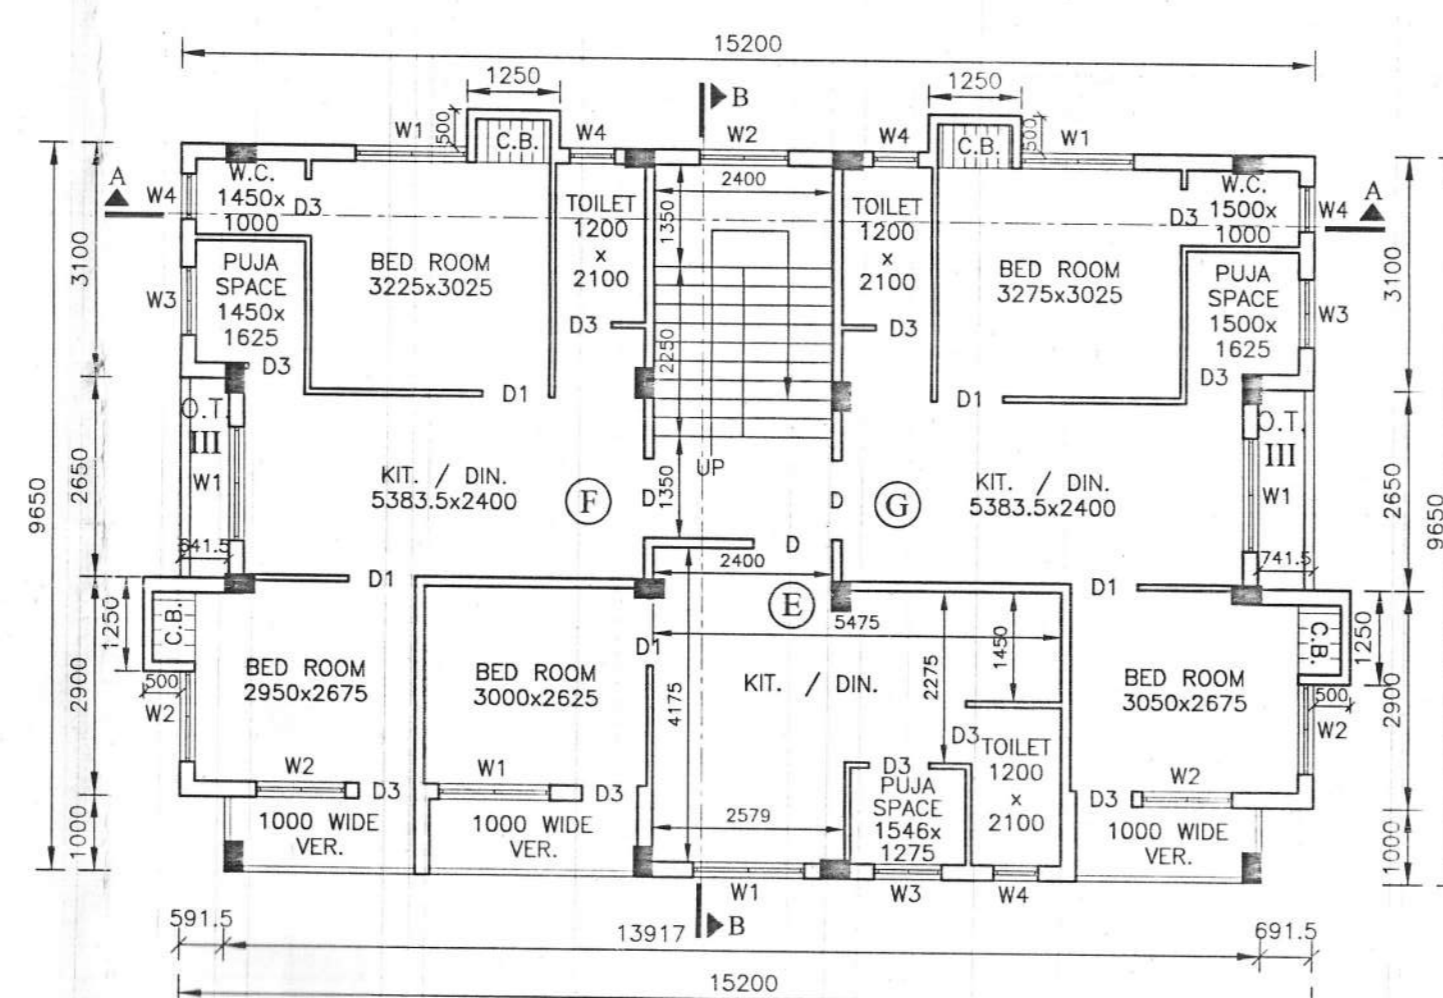 15200
1250
1250
B
W1
500
C.B.
W4
W2
W4
C.B.
500
W1
A
W4
W.C.
1450x
1000
D3
TOILET
1200
x
2100
2400
1350
TOILET
1200
x
2100
D3
W.C.
1500x
1000
W4
A
3100
W3
PUJA
SPACE
1450x
1625
D3
BED ROOM
3225x3025
D3
2250
D3
BED ROOM
3275x3025
PUJA
SPACE
1500x
1625
D3
W3
3100
D1
D1
O.T.
III
W1
641.5
KIT. / DIN.
5383.5x2400
F
D
1350
UP
D
G
KIT. / DIN.
5383.5x2400
O.T.
III
W1
741.5
9650
2650
2650
9650
D
2400
D1
E
D1
1250
C.B.
500
W2
2900
BED ROOM
2950x2675
BED ROOM
3000x2625
D1
4175
5475
KIT. / DIN.
2275
1450
BED ROOM
3050x2675
C.B.
1250
500
W2
2900
W2
D3
W1
D3
D3
D3
TOILET
1200
x
2100
D3
W2
1000
1000 WIDE
VER.
1000 WIDE
VER.
2579
PUJA
SPACE
1546x
1275
1000 WIDE
VER.
1000
W1
W3
W4
591.5
13917
B
691.5
15200